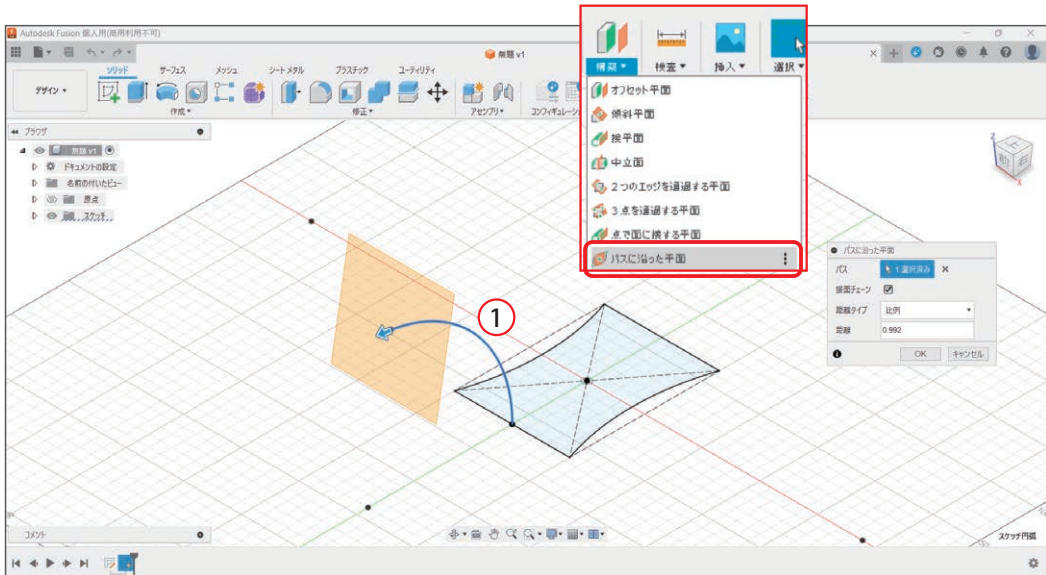 Autodesk Fusion 個人用(商用利用不可)
無題 v1
デザイン
ソリッド
サーフェス
メッシュ
シート メタル
プラスチック
ユーティリティ
作成
修正
アセンブリ
コンフィギュレーシ
構築
検査
挿入
選択
オフセット平面
傾斜平面
接平面
中立面
2 つのエッジを通過する平面
3 点を通過する平面
点で面に接する平面
パスに沿った平面
ブラウザ
無題 v1
ドキュメントの設定
名前の付いたビュー
原点
スケッチ
1
Z
X
前
右
パスに沿った平面
パス
1 選択済み
接面チェーン
距離タイプ
比例
距離
0.992
OK
キャンセル
コメント
スケッチ円弧